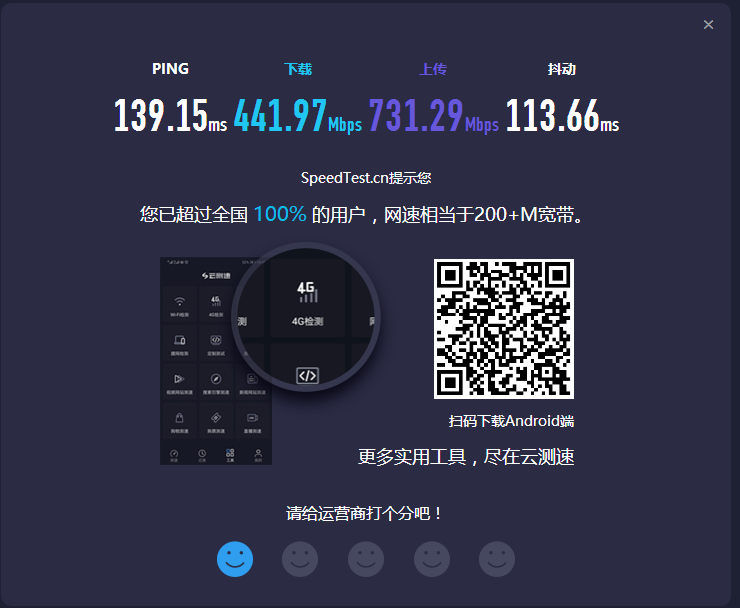 PING 下载 上传 抖动
139.15ms 441.97Mbps 731.29Mbps 113.66ms
SpeedTest.cn提示您
您已超过全国 100% 的用户，网速相当于200+M宽带。
云测速
4G
4G检测
测
Wi-Fi检测
4G检测
扫码下载Android端
更多实用工具，尽在云测速
请给运营商打个分吧！